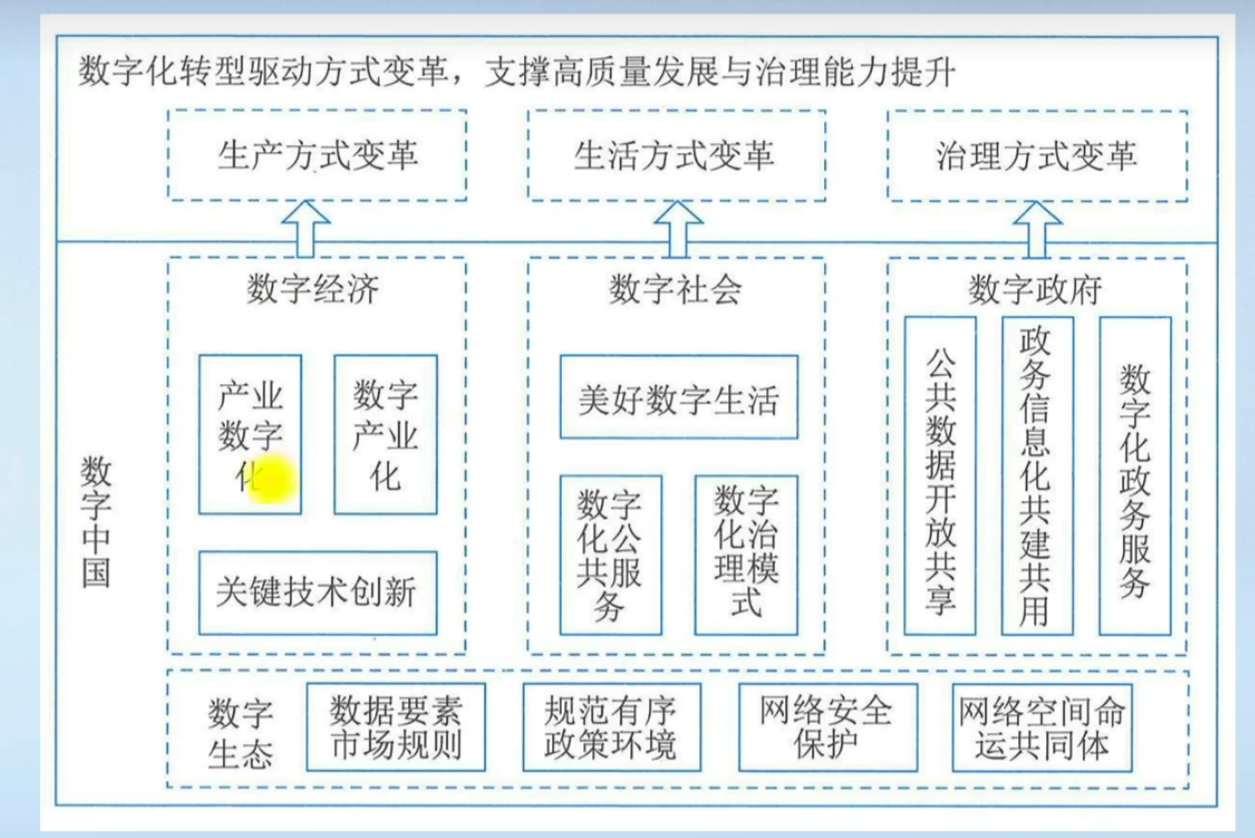 数字化转型驱动方式变革，支撑高质量发展与治理能力提升
生产方式变革
生活方式变革
治理方式变革
数字中国
数字经济
产业
数字
化
数字
产业
化
关键技术创新
数字社会
美好数字生活
数字
化公
共服
务
数字
化治
理模
式
数字政府
公共数据开放共享
政务信息化共建共用
数字化政务服务
数字
生态
数据要素
市场规则
规范有序
政策环境
网络安全
保护
网络空间命
运共同体